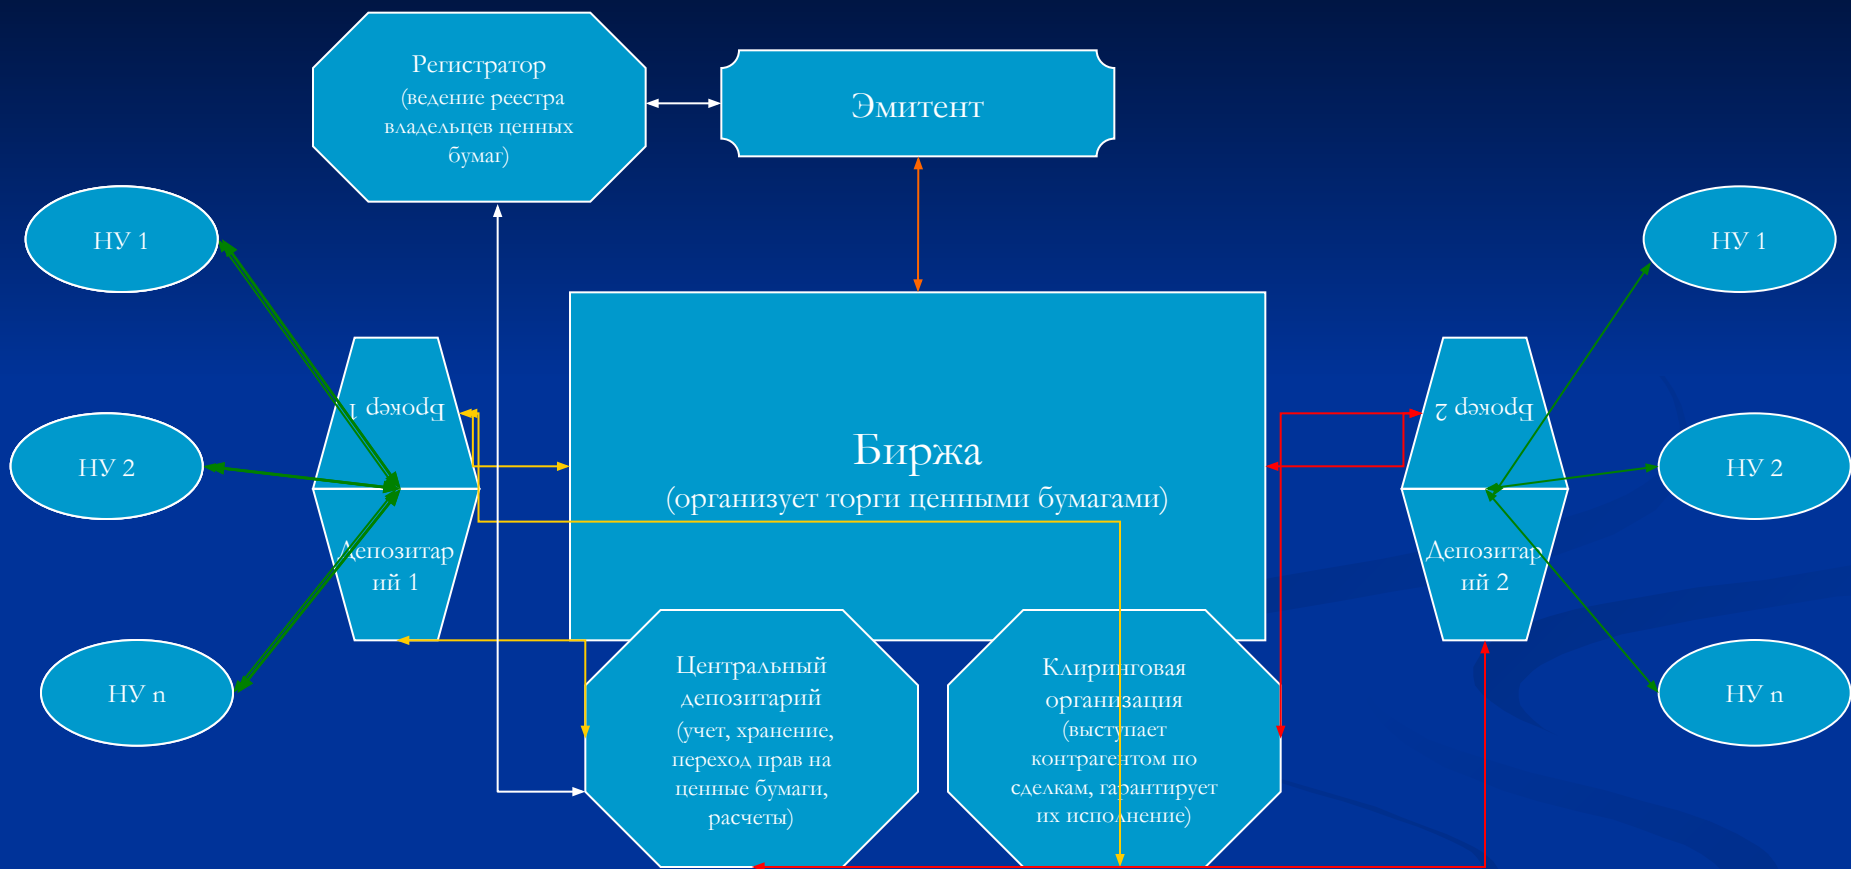 Регистратор
(ведение реестра
владельцев ценных
бумаг)
Эмитент
НУ 1
НУ 1
Брокер 1
Брокер 2
НУ 2
Биржа
(организует торги ценными бумагами)
НУ 2
Депозитар
ий 1
Депозитар
ий 2
НУ n
Центральный
депозитарий
(учет, хранение,
переход прав на
ценные бумаги,
расчеты)
Клиринговая
организация
(выступает
контрагентом по
сделкам, гарантирует
их исполнение)
НУ n